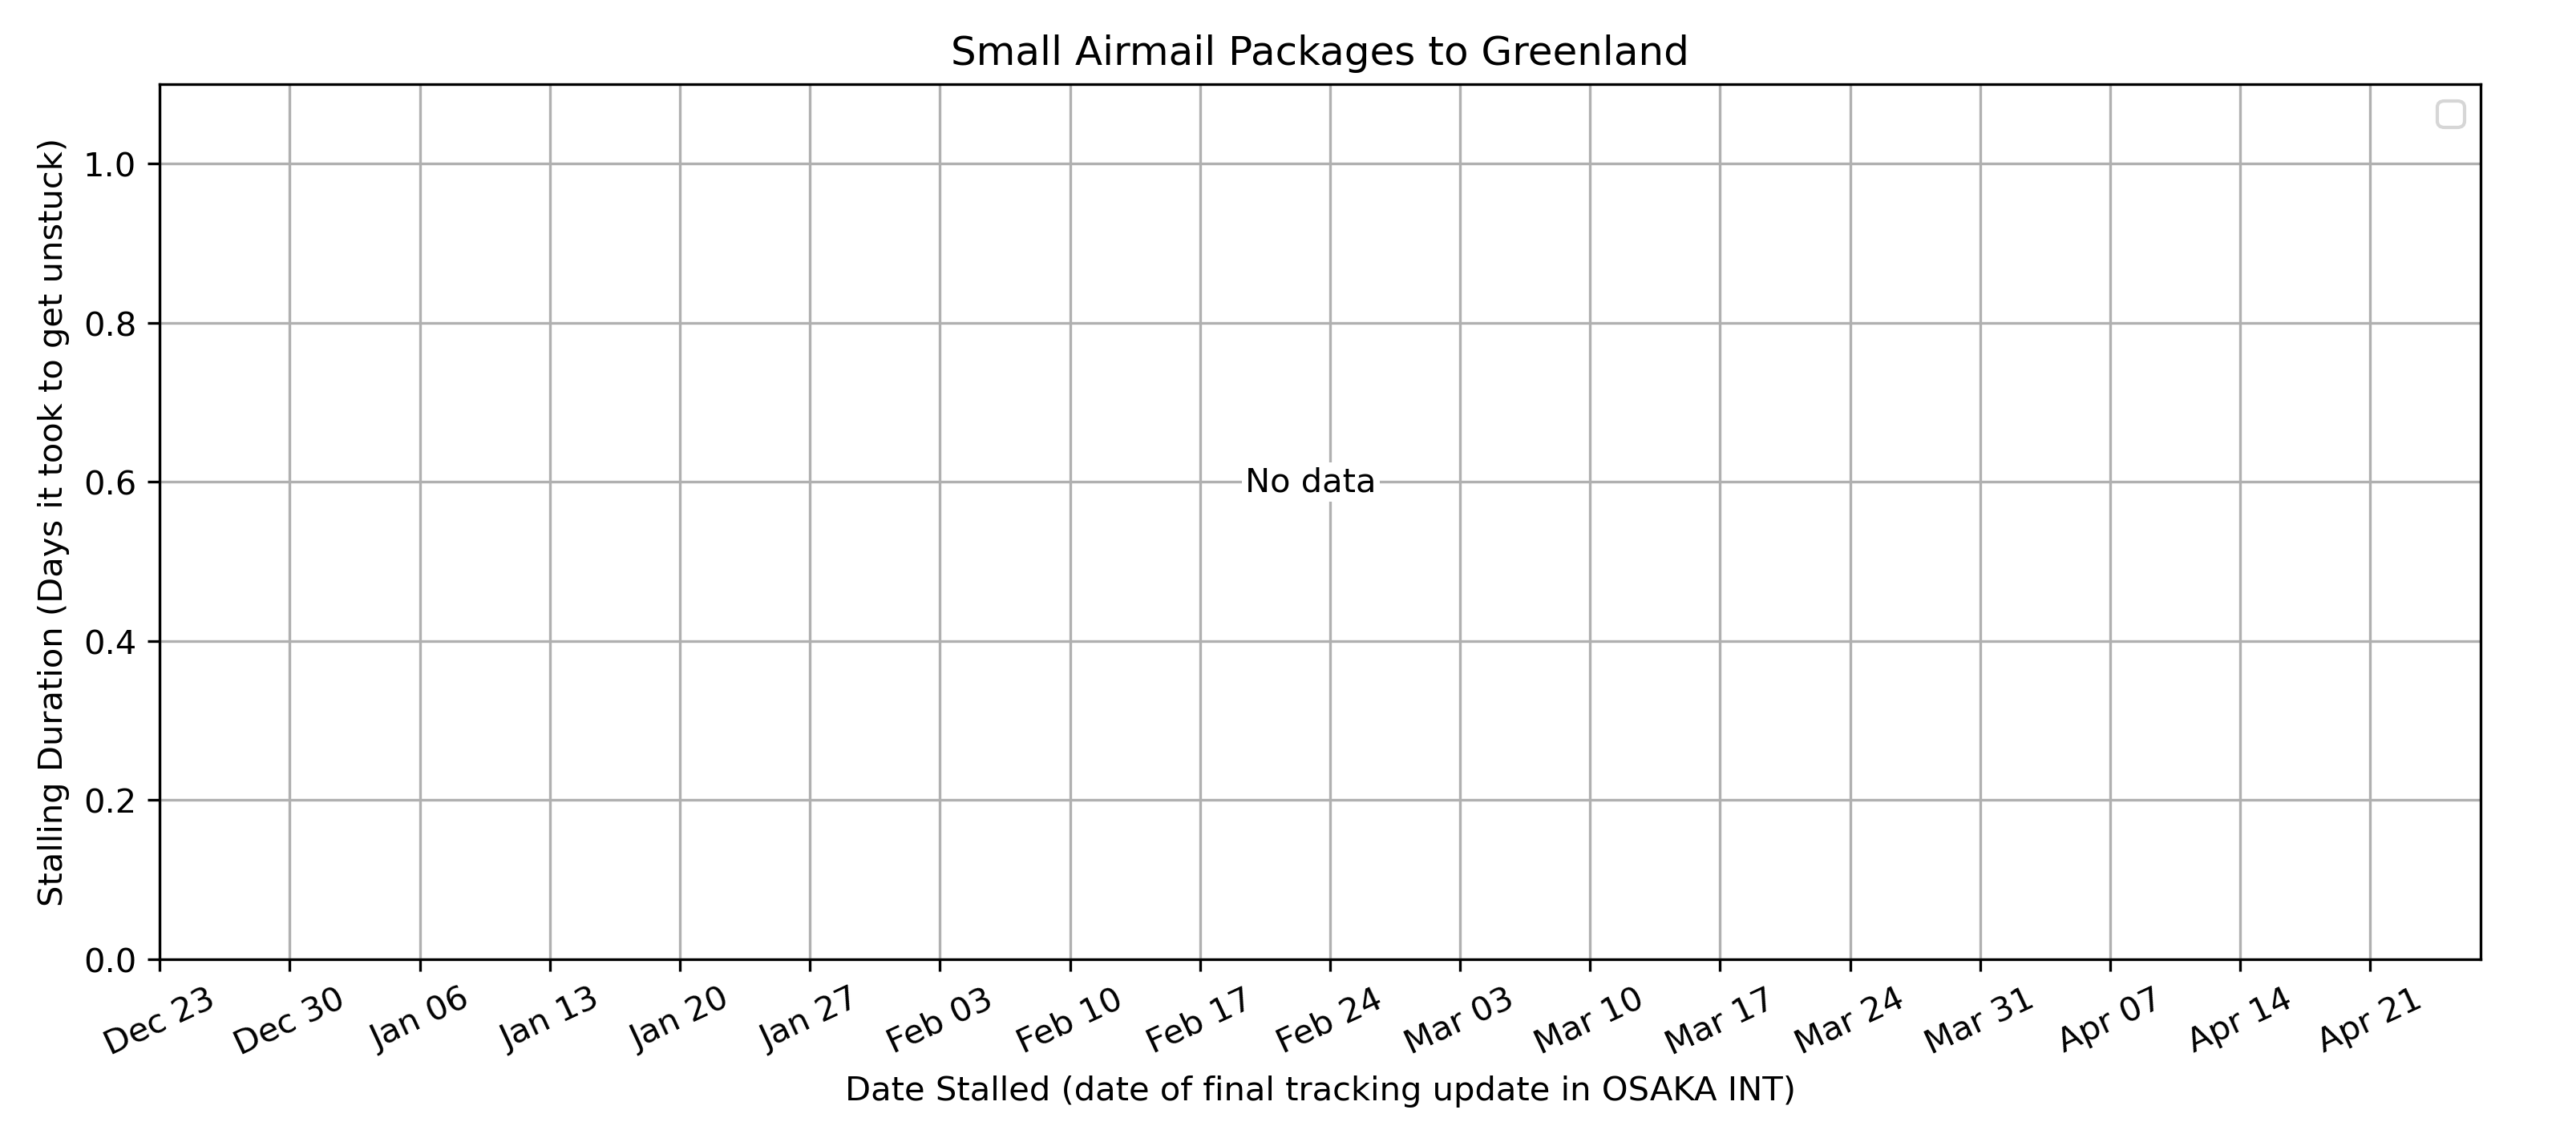 Small Airmail Packages to Greenland
Stalling Duration (Days it took to get unstuck)
1.0
0.8
0.6
0.4
0.2
0.0
No data
Dec 23
Dec 30
Jan 06
Jan 13
Jan 20
Jan 27
Feb 03
Feb 10
Feb 17
Feb 24
Mar 03
Mar 10
Mar 17
Mar 24
Mar 31
Apr 07
Apr 14
Apr 21
Date Stalled (date of final tracking update in OSAKA INT)